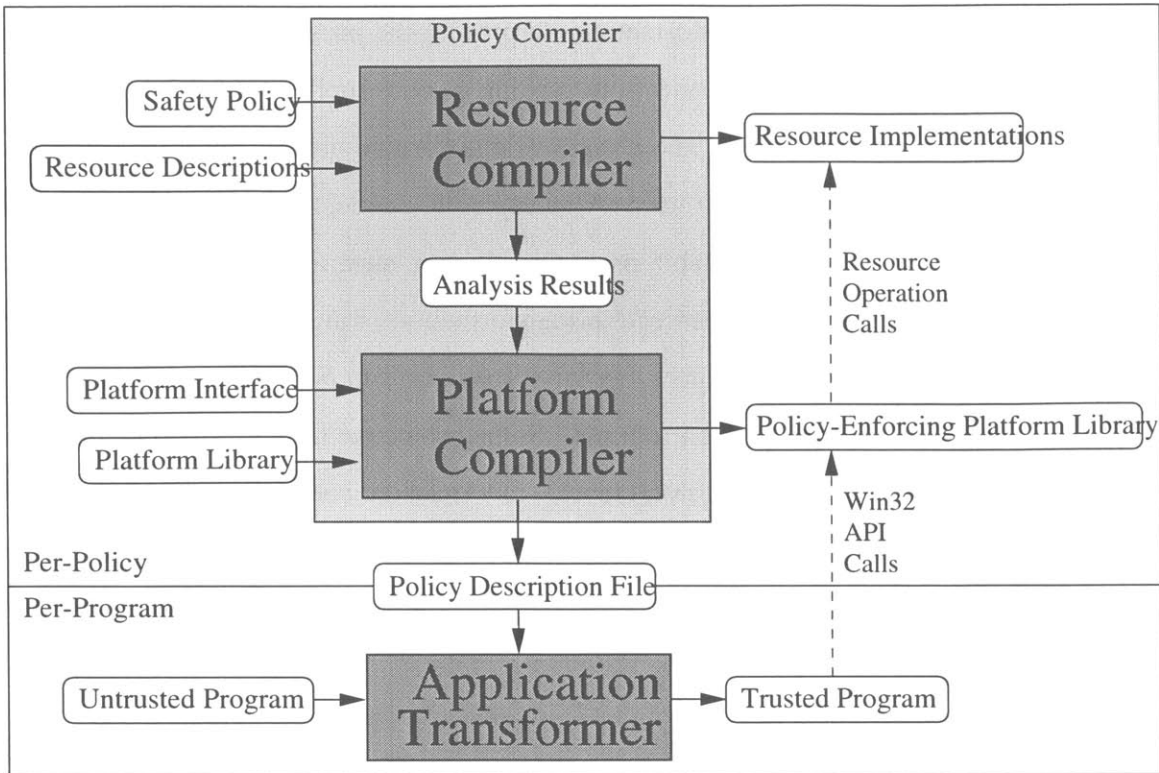 Policy Compiler
Safety Policy
Resource
Compiler
Resource Implementations
Resource Descriptions
Analysis Results
Resource
Operation
Calls
Platform Interface
Platform
Compiler
Policy-Enforcing Platform Library
Platform Library
Win32
API
Calls
Per-Policy
Policy Description File
Per-Program
Untrusted Program
Application
Transformer
Trusted Program